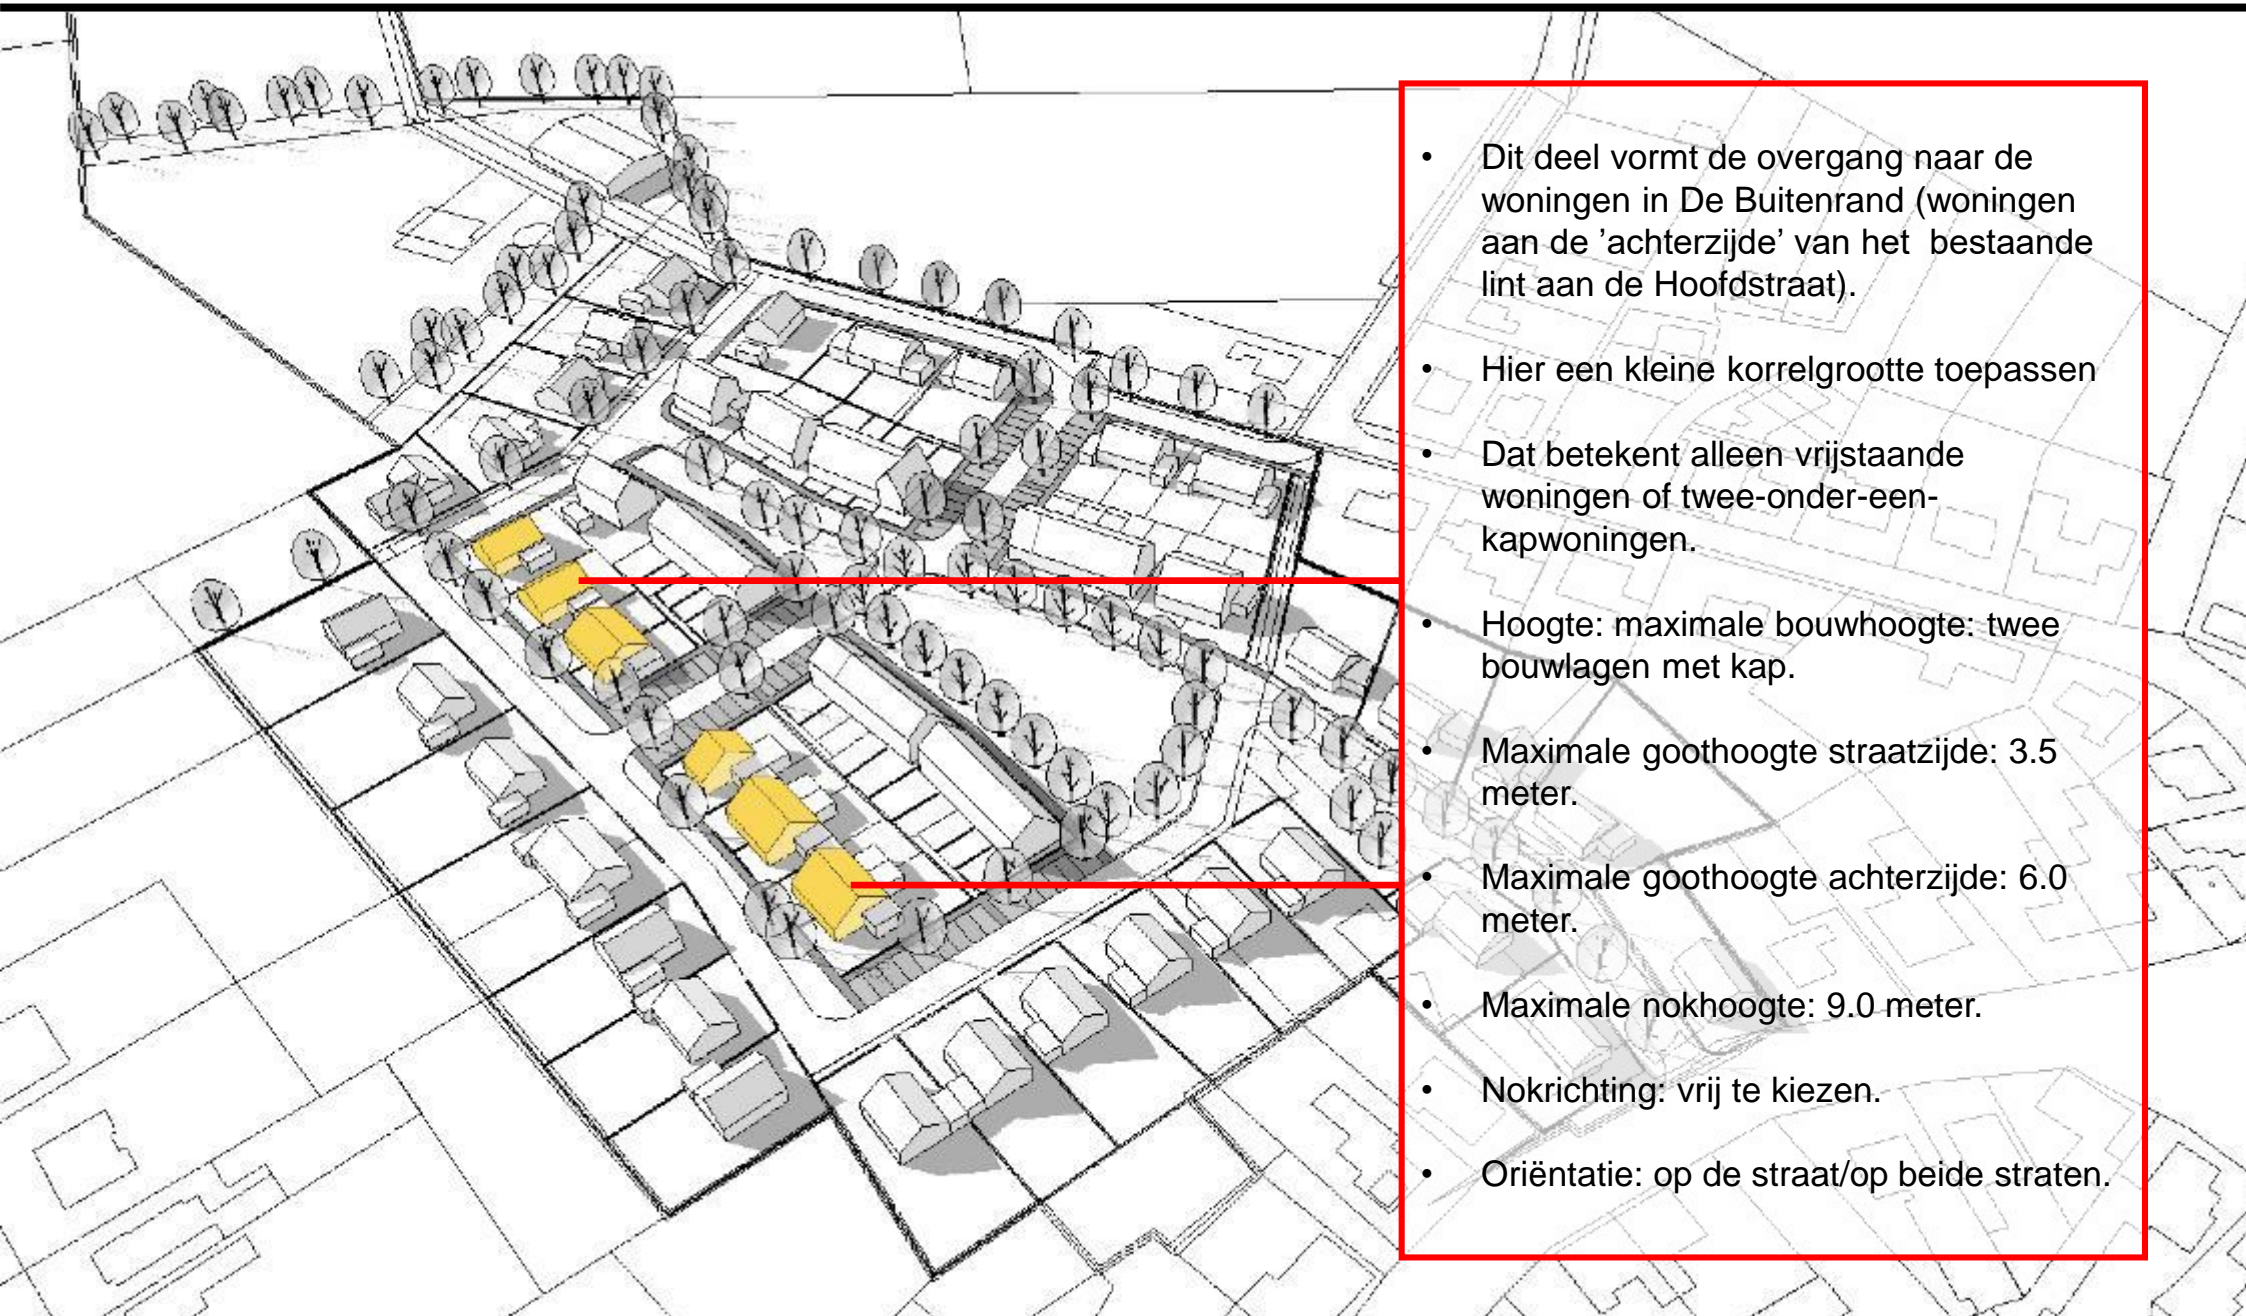 • Dit deel vormt de overgang naar de
woningen in De Buitenrand (woningen
aan de ’achterzijde’ van het  bestaande
lint aan de Hoofdstraat).
• Hier een kleine korrelgrootte toepassen
• Dat betekent alleen vrijstaande
woningen of twee-onder-een-
kapwoningen.
• Hoogte: maximale bouwhoogte: twee
bouwlagen met kap.
• Maximale goothoogte straatzijde: 3.5
meter.
• Maximale goothoogte achterzijde: 6.0
meter.
• Maximale nokhoogte: 9.0 meter.
• Nokrichting: vrij te kiezen.
• Oriëntatie: op de straat/op beide straten.